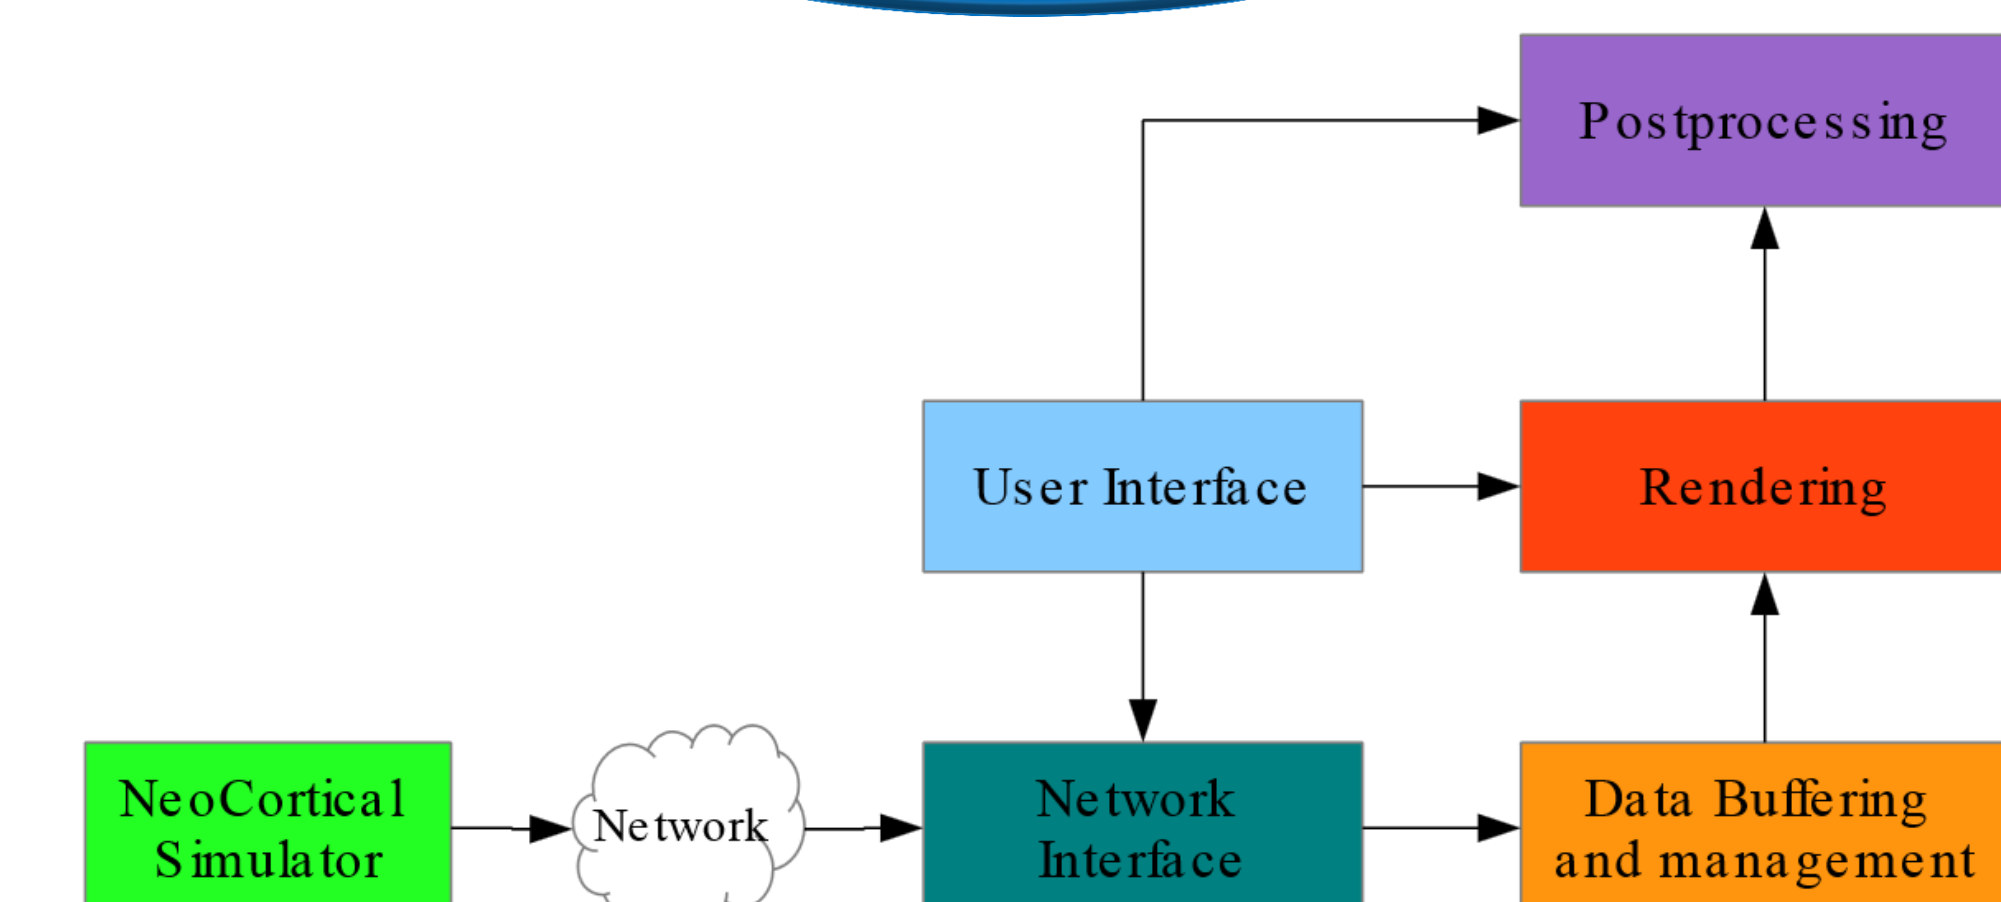 Postprocessing
User Interface
Rendering
NeoCortical
Simulator
Network
Network
Interface
Data Buffering
and management